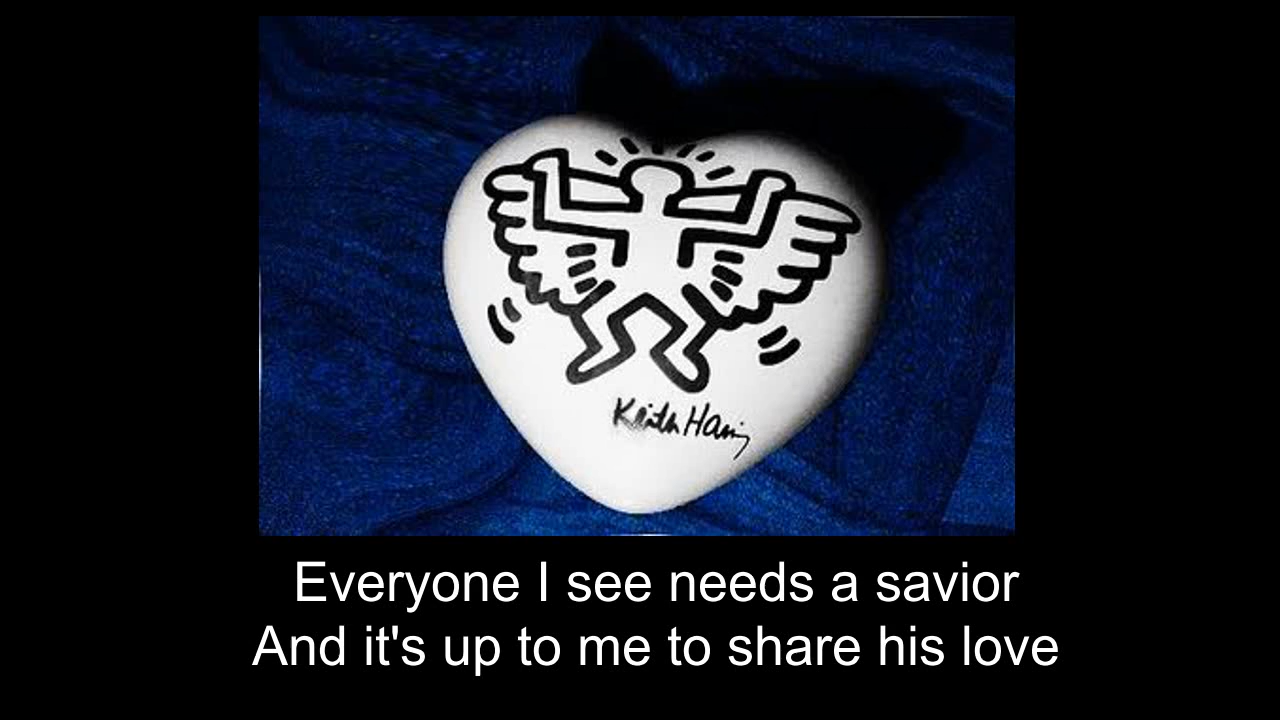 Keith Haring
Everyone I see needs a savior
And it's up to me to share his love